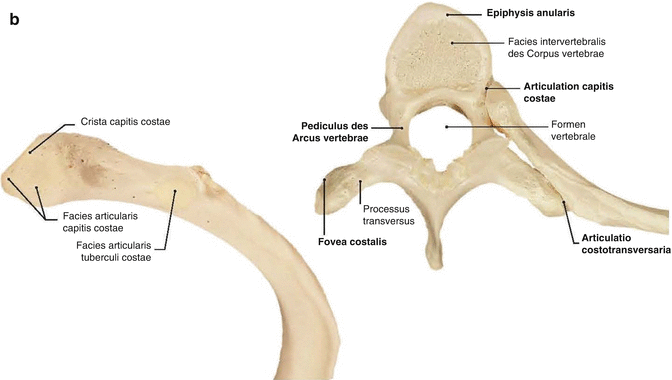 b
Crista capitis costae
Facies articularis
capitis costae
Facies articularis
tuberculi costae
Epiphysis anularis
Facies intervertebralis
des Corpus vertebrae
Articulation capitis
costae
Pediculus des
Arcus vertebrae
Formen
vertebrale
Processus
transversus
Fovea costalis
Articulatio
costotransversaria